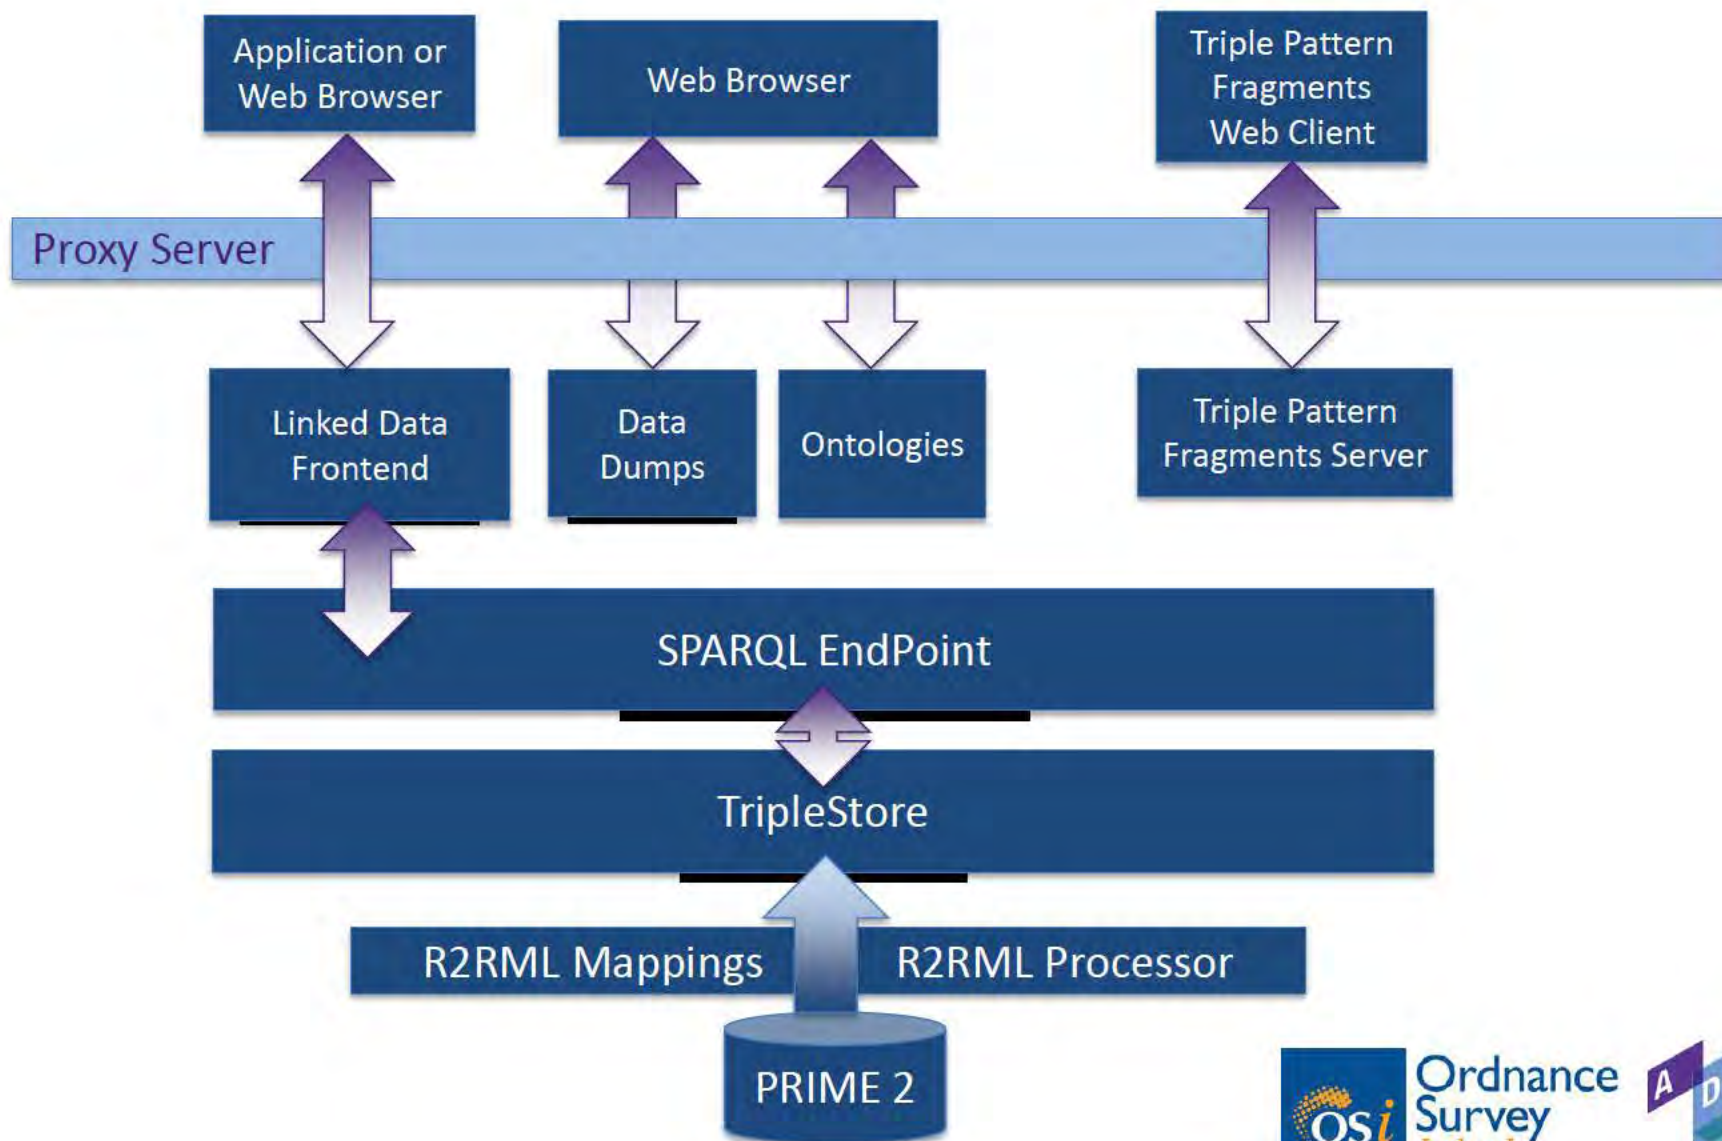 Application or
Web Browser
Web Browser
Triple Pattern
Fragments
Web Client
Proxy Server
Linked Data
Frontend
Data
Dumps
Ontologies
Triple Pattern
Fragments Server
SPARQL EndPoint
TripleStore
R2RML Mappings
R2RML Processor
PRIME 2
osi
Ordnance
Survey
A D